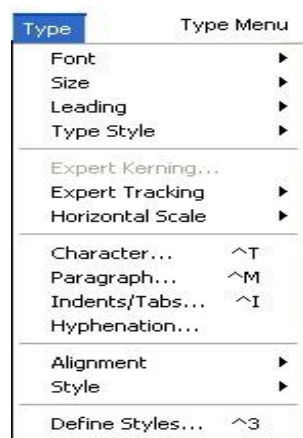 Type Type Menu
Font
Size
Leading
Type Style
Expert Kerning...
Expert Tracking
Horizontal Scale
Character... ^T
Paragraph... ^M
Indents/Tabs... ^I
Hyphenation...
Alignment
Style
Define Styles... ^3